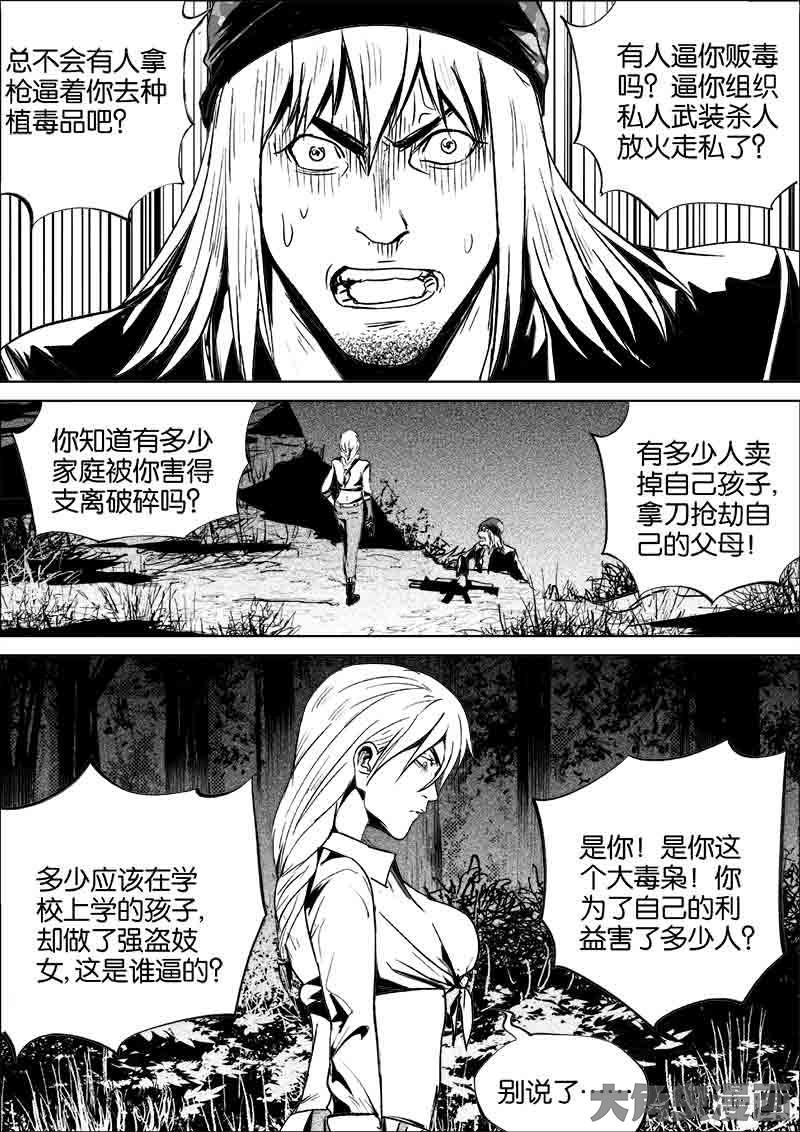 总不会有人拿
枪逼着你去种
植毒品吧？
有人逼你贩毒
吗？逼你组织
私人武装杀人
放火走私了？
你知道有多少
家庭被你害得
支离破碎吗？
有多少人卖
掉自己孩子，
拿刀抢劫自
己的父母！
多少应该在学
校上学的孩子，
却做了强盗妓
女，这是谁逼的？
是你！是你这
个大毒枭！你
为了自己的利
益害了多少人？
别说了……